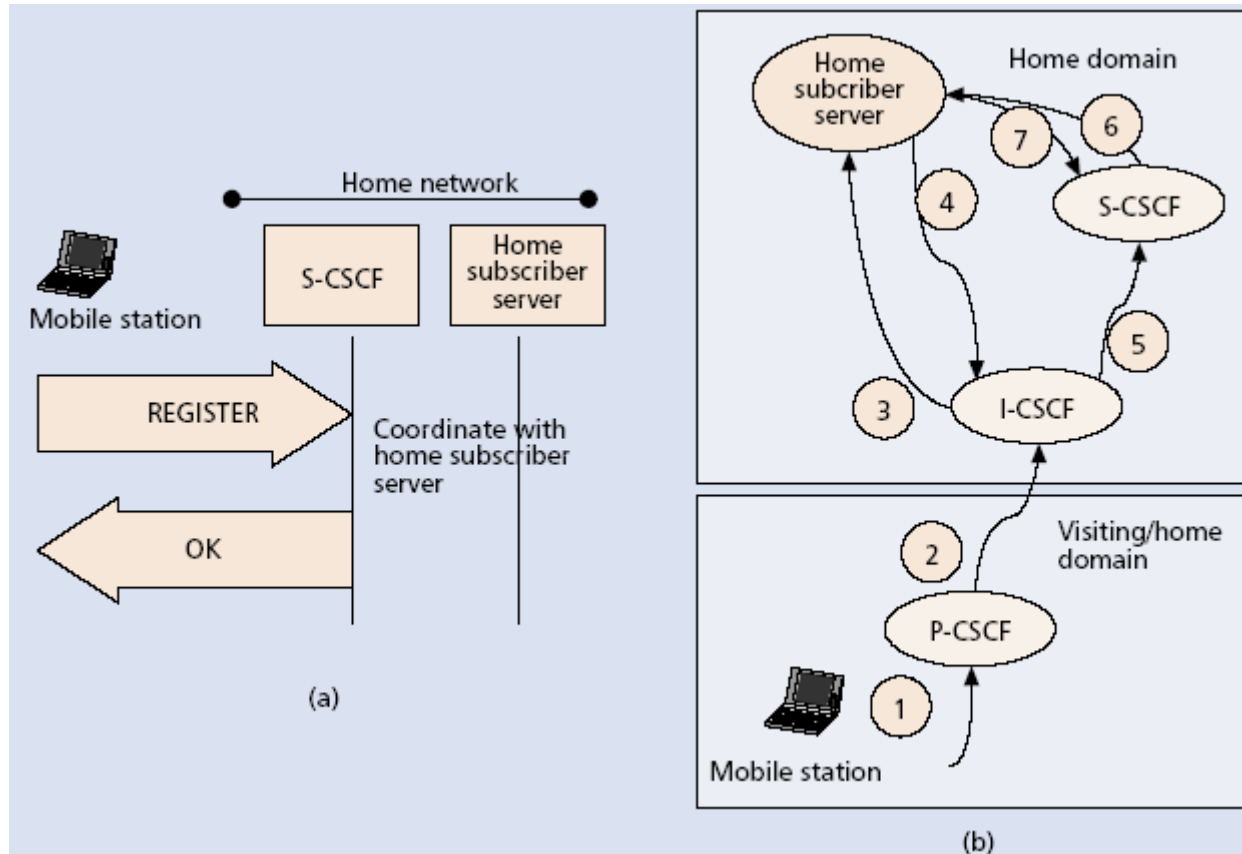 Home network
S-CSCF
Home
subscriber
server
Mobile station
REGISTER
Coordinate with
home subscriber
server
OK
(a)
Home domain
Home
subcriber
server
7
6
4
S-CSCF
5
3
I-CSCF
Visiting/home
domain
2
P-CSCF
1
Mobile station
(b)